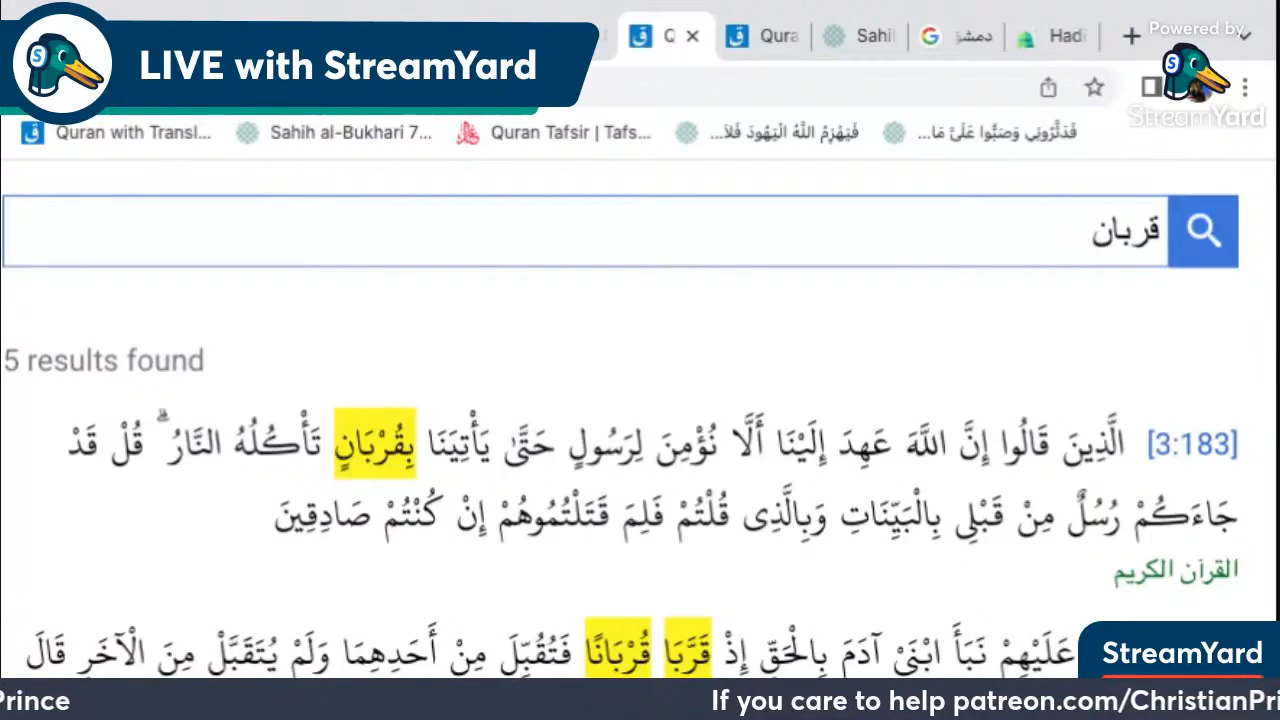 LIVE with StreamYard
Q
Qura
Sahi
دمشق
Had
Powered by
StreamYard
Quran with Transl...
Sahih al-Bukhari 7...
Quran Tafsir | Tafs...
فَيَهْزِمُ اللَّهُ الْيَهُودَ فَلاَ...
فَذَلُّرُونِي وَصَبُّوا عَلَىَّ مَا...
قربان
5 results found
[3:183] الَّذِينَ قَالُوا إِنَّ اللَّهَ عَهِدَ إِلَيْنَا أَلَّا نُؤْمِنَ لِرَسُولٍ حَتَّىٰ يَأْتِيَنَا بِقُرْبَانٍ تَأْكُلُهُ النَّارُ ۗ قُلْ قَدْ
جَاءَكُمْ رُسُلٌ مِنْ قَبْلِى بِالْبَيِّنَاتِ وَبِالَّذِى قُلْتُمْ فَلِمَ قَتَلْتُمُوهُمْ إِنْ كُنْتُمْ صَادِقِينَ
القرآن الكريم
عَلَيْهِمْ نَبَأَ ابْنَىْ آدَمَ بِالْحَقِّ إِذْ قَرَّبَا قُرْبَانًا فَتُقُبِّلَ مِنْ أَحَدِهِمَا وَلَمْ يُتَقَبَّلْ مِنَ الْآخَرِ قَالَ
StreamYard
Prince
If you care to help patreon.com/ChristianPri